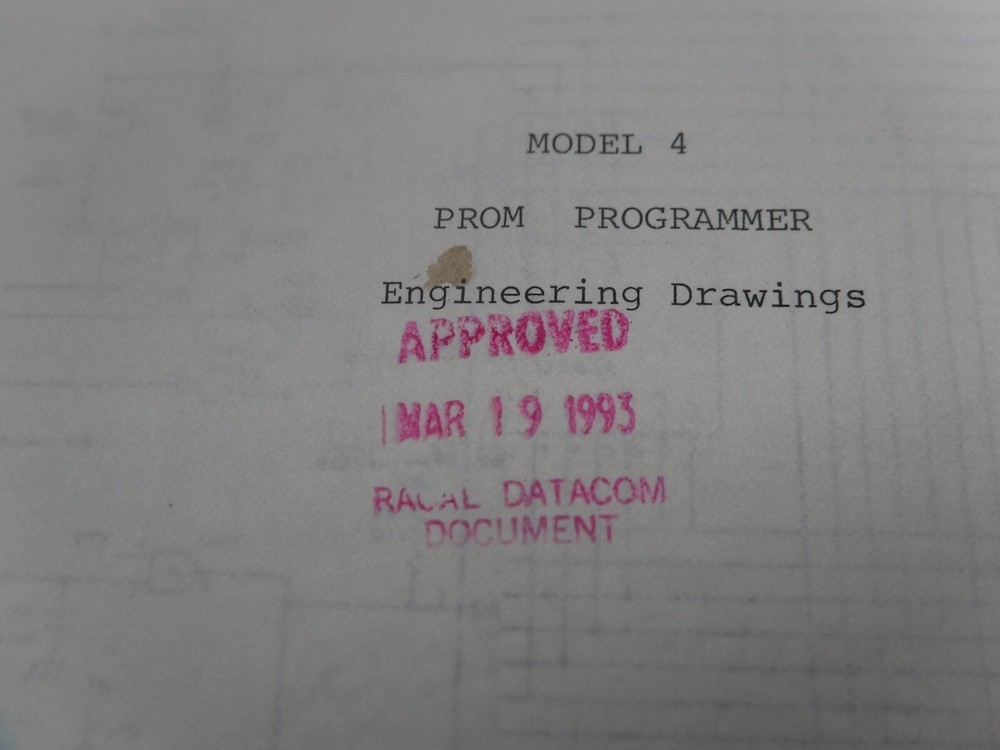 MODEL 4
PROM PROGRAMMER
Engineering Drawings
APPROVED
MAR 19 1993
RACAL DATACOM
DOCUMENT